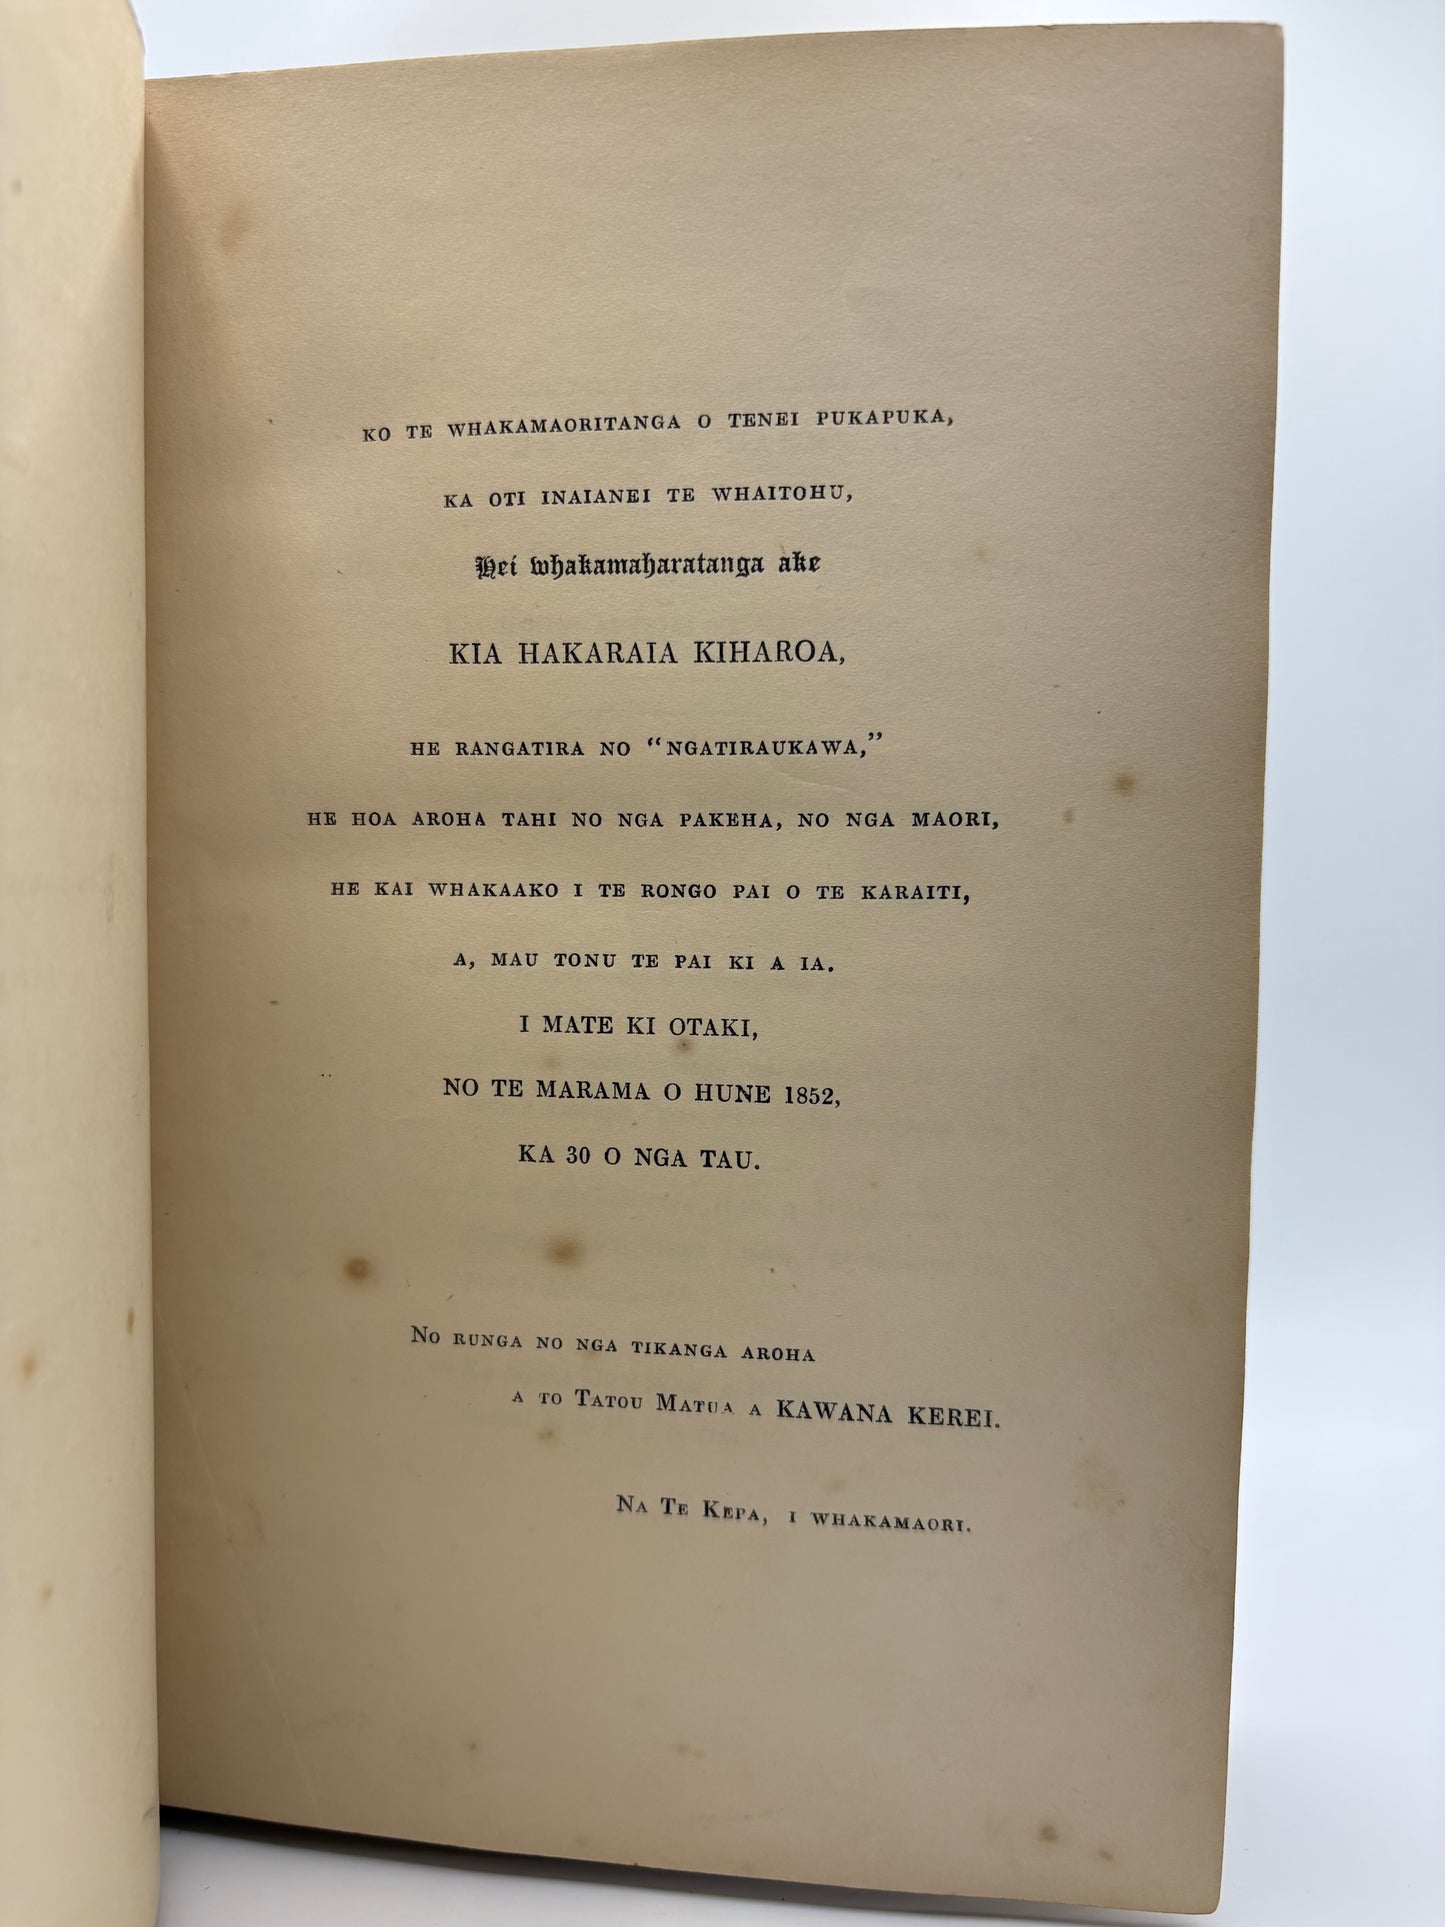 KO TE WHAKAMAORITANGA O TENEI PUKAPUKA,
KA OTI INAIANEI TE WHAITOHU,
Hei whakamaharatanga ake
KIA HAKARAIA KIHAROA,
HE RANGATIRA NO "NGATIRAUKAWA,"
HE HOA AROHA TAHI NO NGA PAKEHA, NO NGA MAORI,
HE KAI WHAKAAKO I TE RONGO PAI O TE KARAITI,
A, MAU TONU TE PAI KI A IA.
I MATE KI OTAKI,
NO TE MARAMA O HUNE 1852,
KA 30 O NGA TAU.
NO RUNGA NO NGA TIKANGA AROHA
A TO TATOU MATUA A KAWANA KEREI.
NA TE KEPA, I WHAKAMAORI.